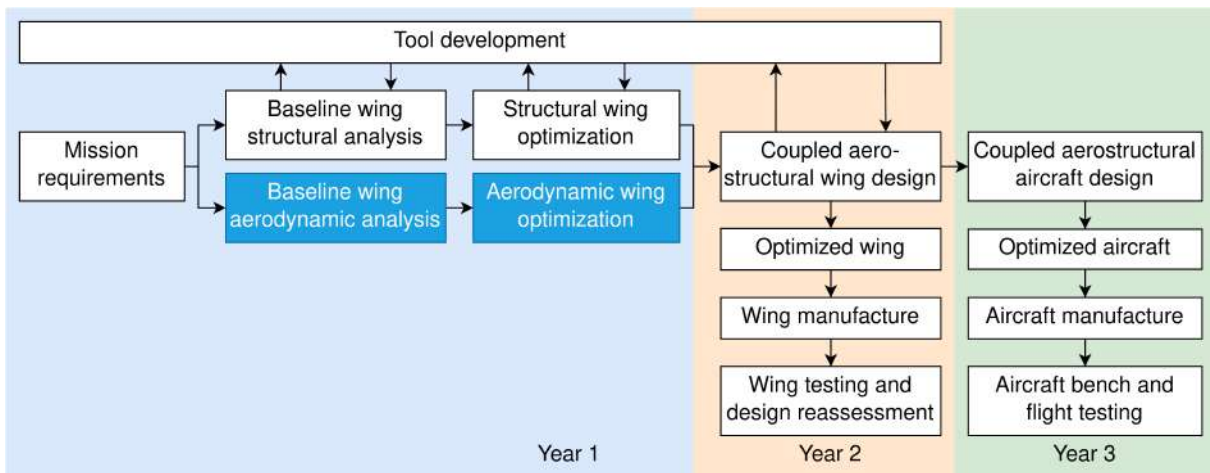 Tool development
Mission
requirements
Baseline wing
structural analysis
Structural wing
optimization
Baseline wing
aerodynamic analysis
Aerodynamic wing
optimization
Coupled aero-
structural wing design
Optimized wing
Wing manufacture
Wing testing and
design reassessment
Coupled aerostructural
aircraft design
Optimized aircraft
Aircraft manufacture
Aircraft bench and
flight testing
Year 1
Year 2
Year 3